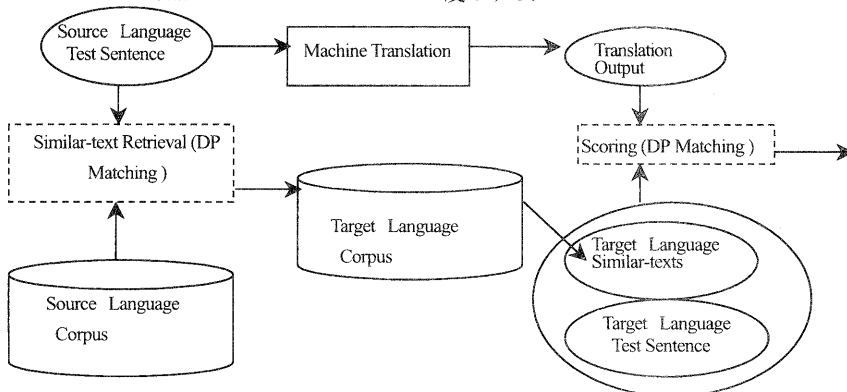 Source Language
Test Sentence
Machine Translation
Translation
Output
Similar-text Retrieval (DP
Matching )
Scoring (DP Matching )
Target Language
Corpus
Target Language
Similar-texts
Source Language
Corpus
Target Language
Test Sentence